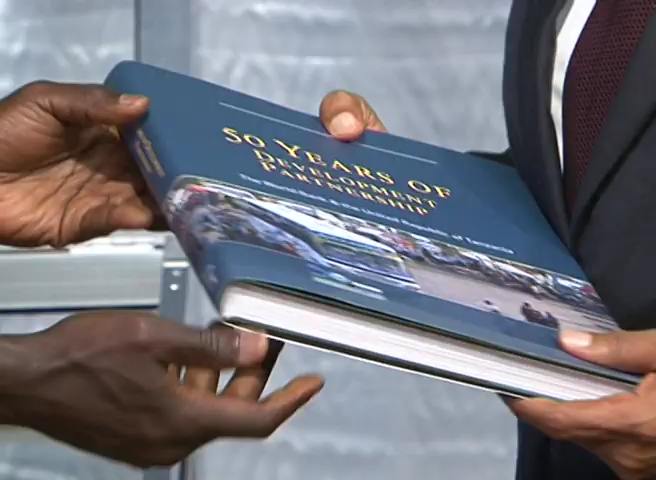 50 YEARS OF
DEVELOPMENT
PARTNERSHIP
The World Bank & the United Republic of Tanzania